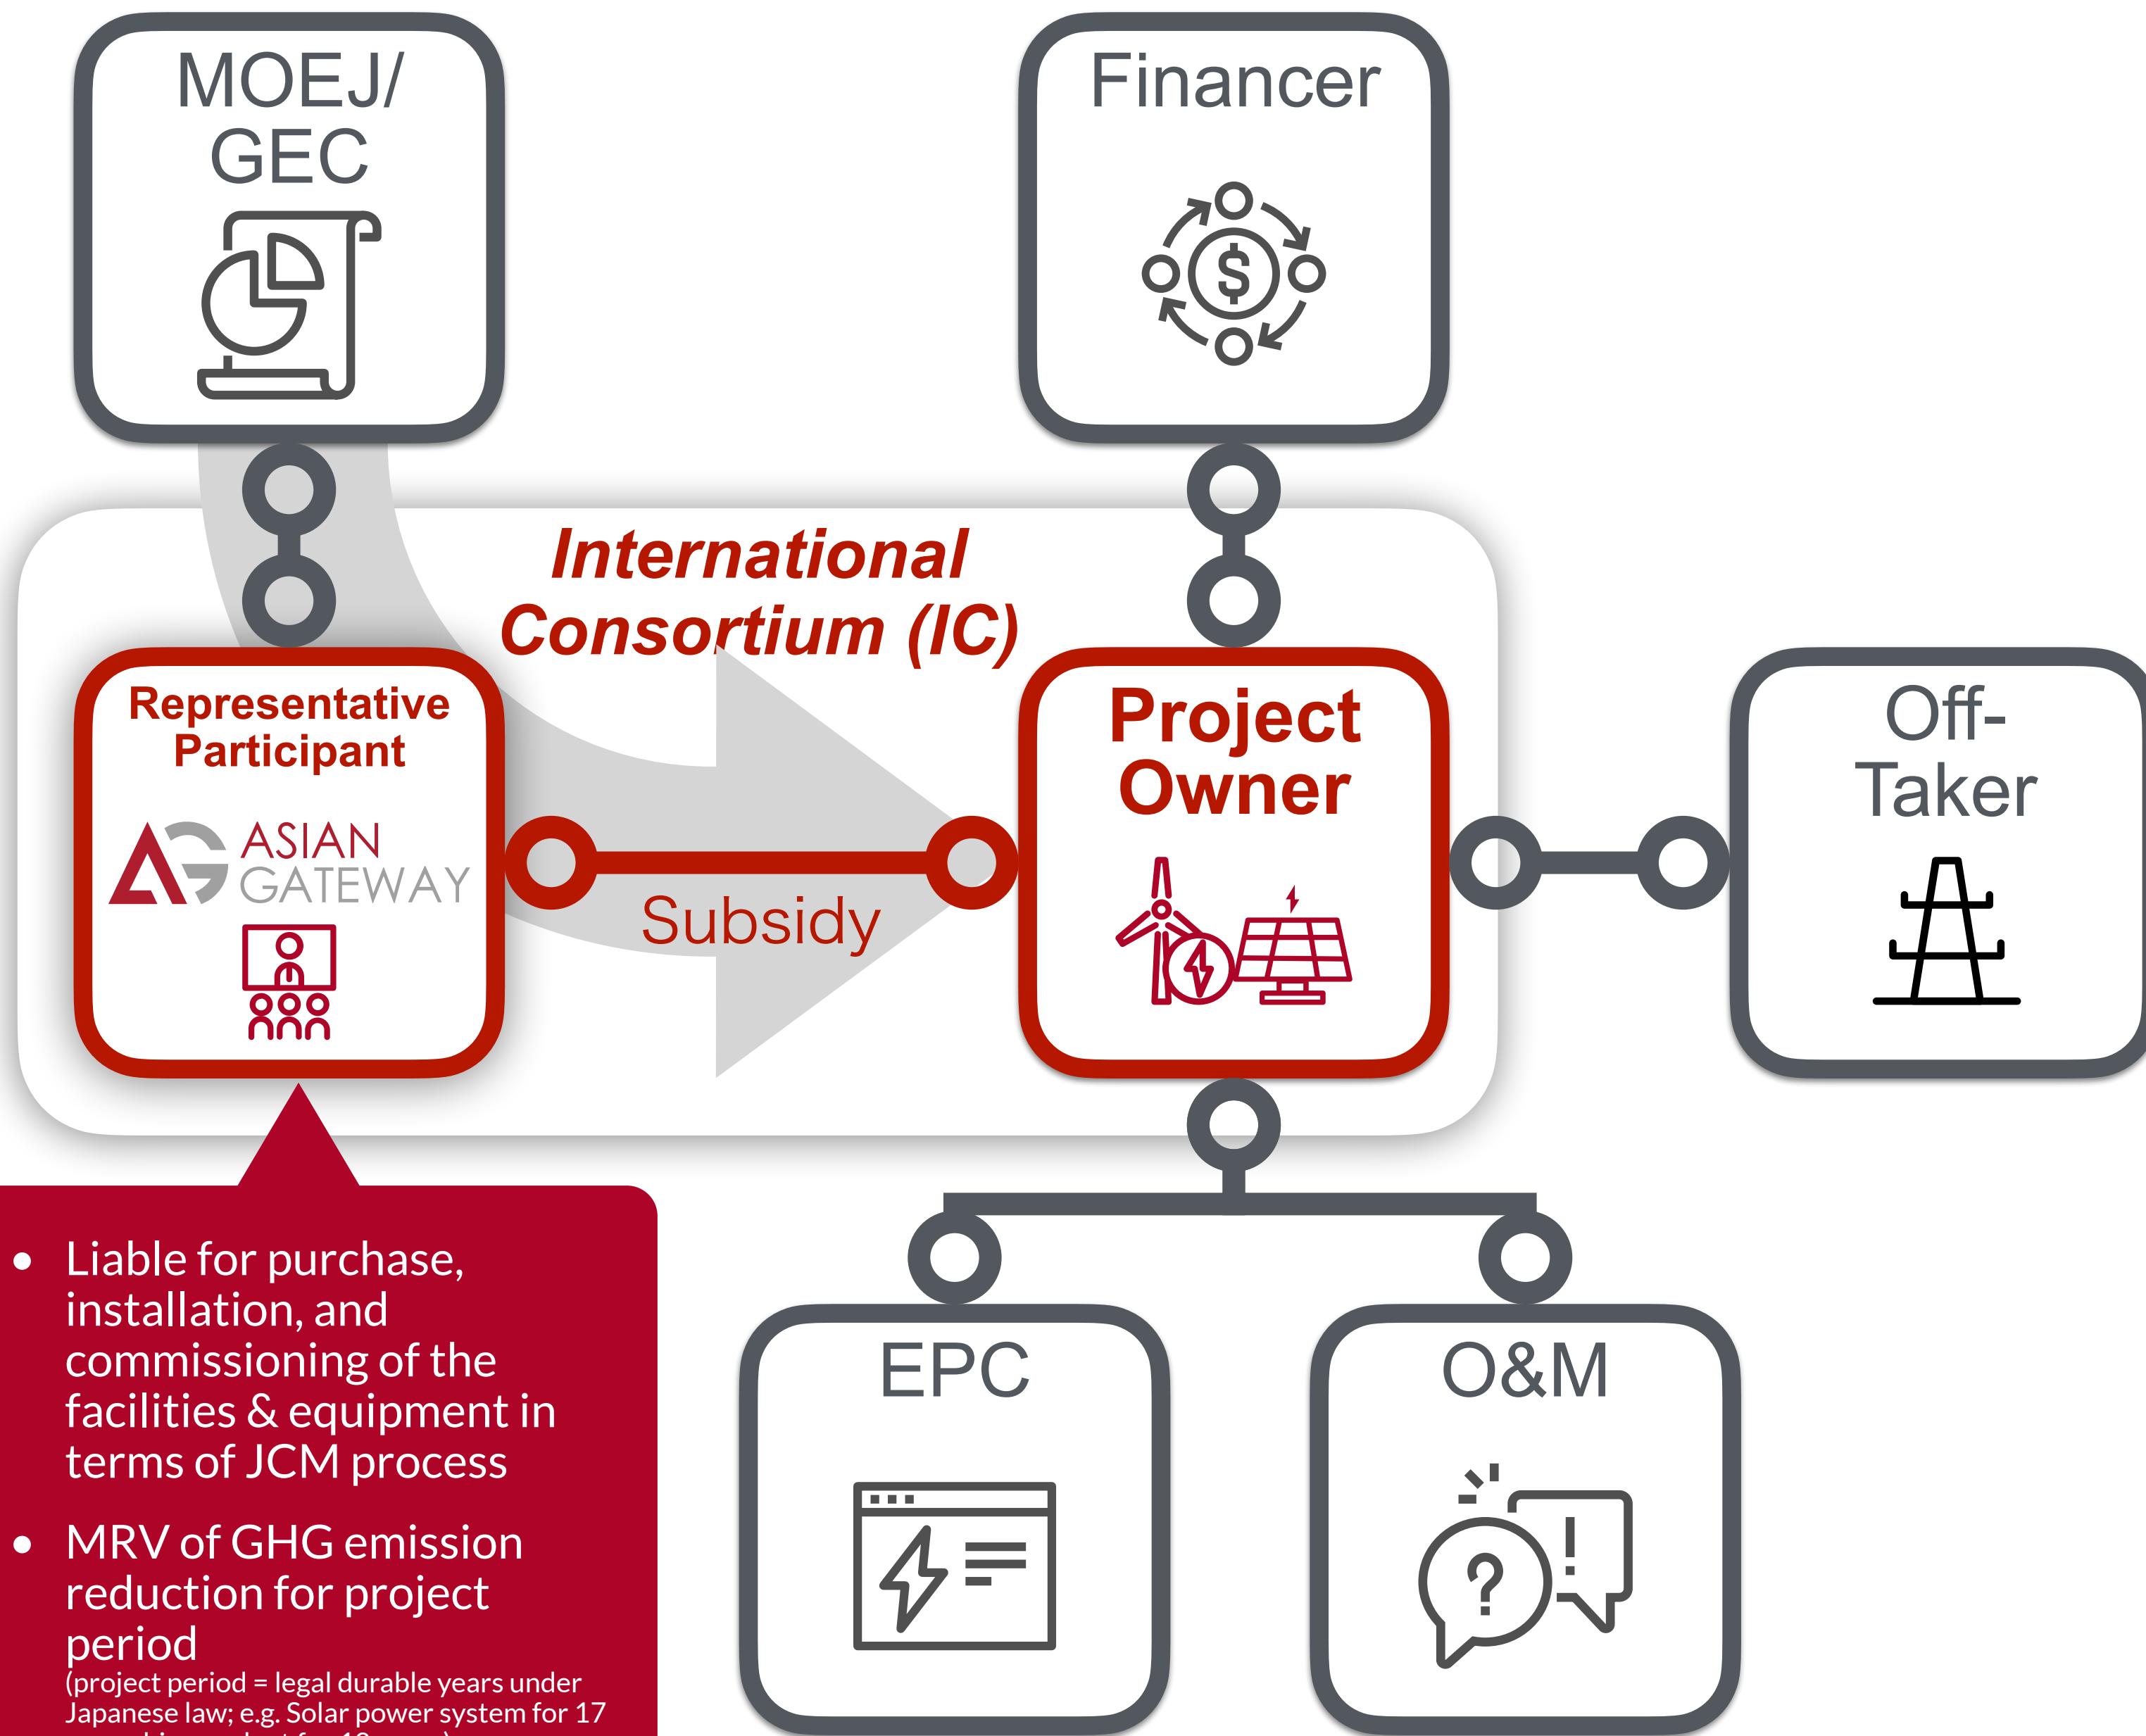 MOEJ/
GEC
Financer
International
Consortium (IC)
Representative
Participant
ASIAN
GATEWAY
Subsidy
Project
Owner
Off-
Taker
• Liable for purchase,
installation, and
commissioning of the
facilities & equipment in
terms of JCM process
• MRV of GHG emission
reduction for project
period
(project period = legal durable years under
Japanese law; e.g. Solar power system for 17
EPC
O&M